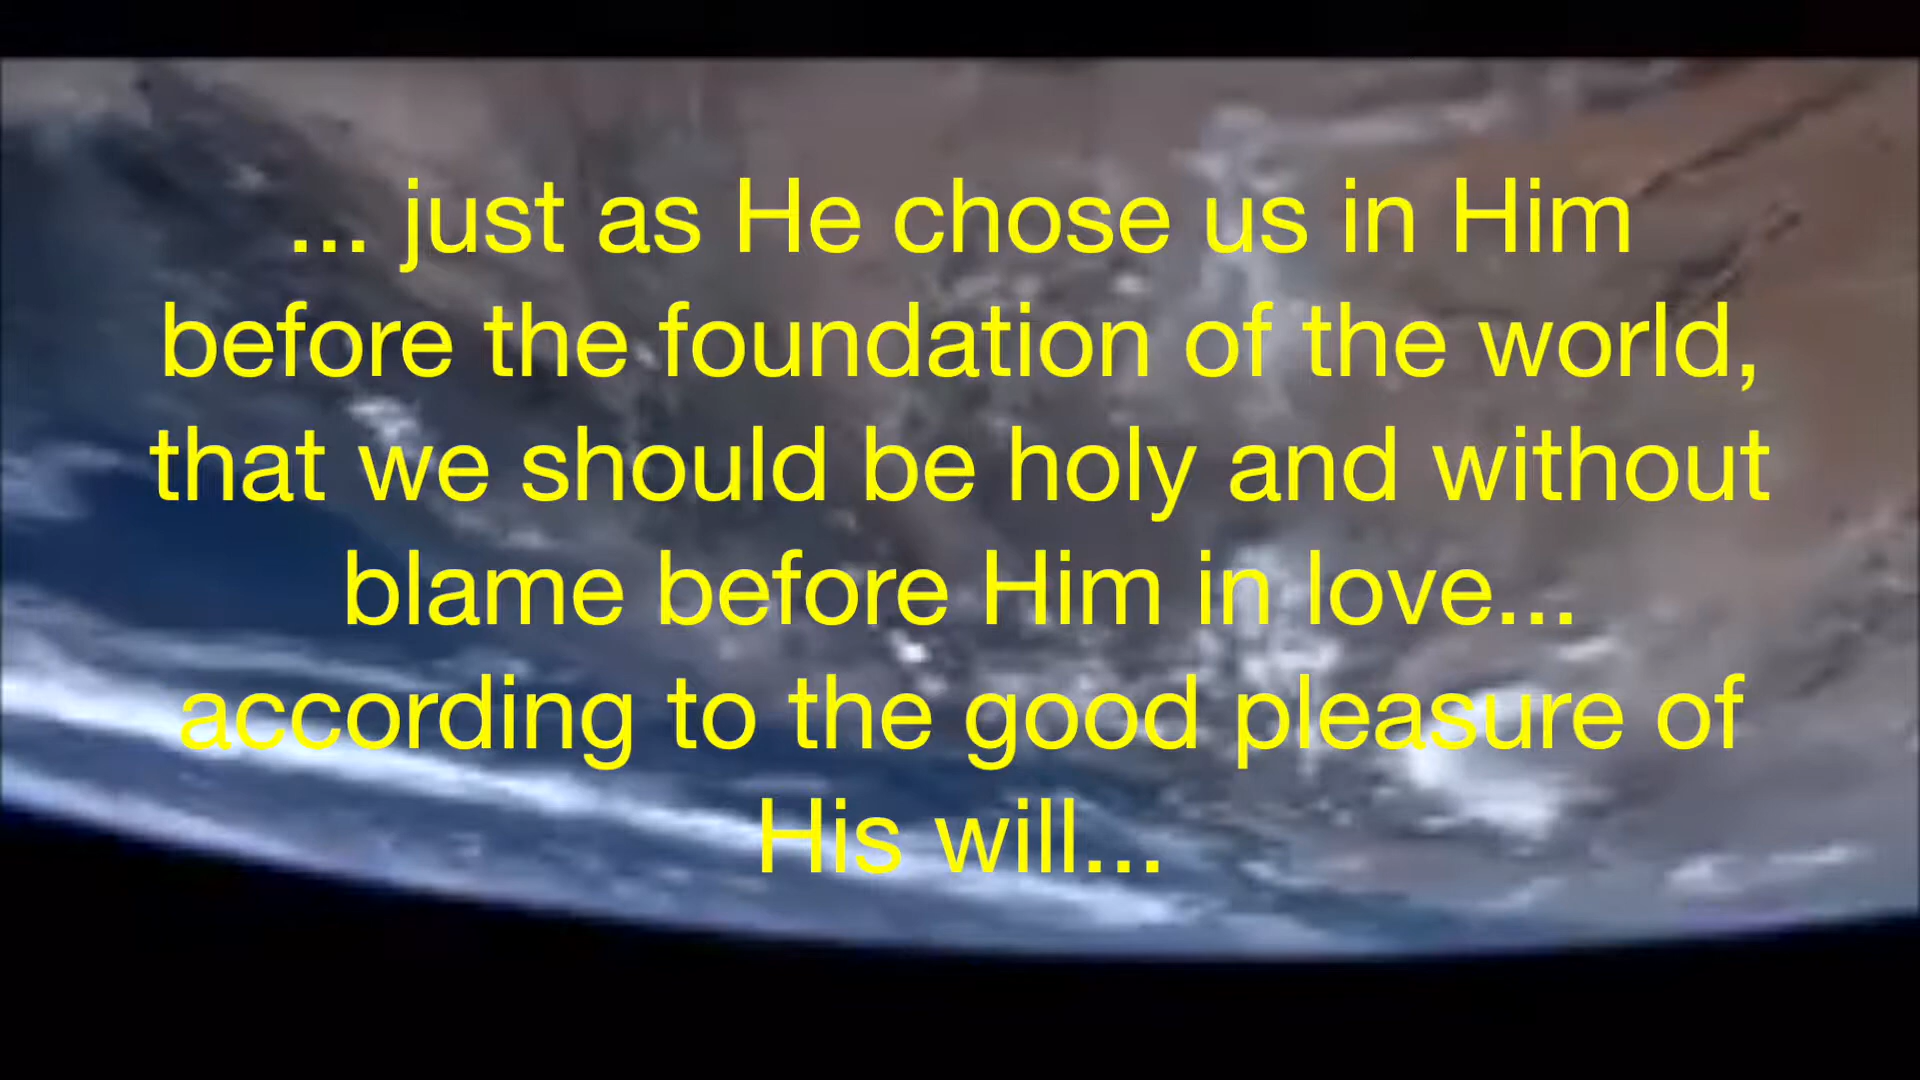 ... just as He chose us in Him
before the foundation of the world,
that we should be holy and without
blame before Him in love...
according to the good pleasure of
His will...